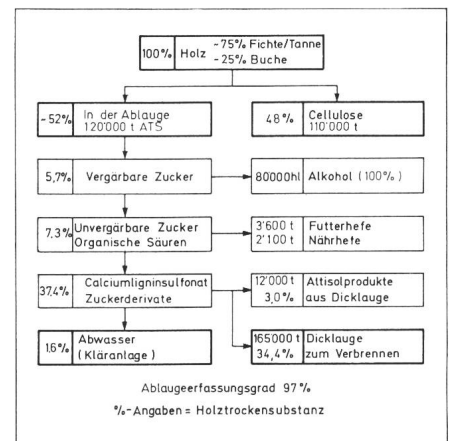 100% Holz ~75% Fichte/Tanne
~25% Buche
~52% In der Ablauge
120'000 t ATS
48% Cellulose
110'000 t
5,7% Vergärbare Zucker
80000hl Alkohol (100%)
7,3% Unvergärbare Zucker
Organische Säuren
3'600 t Futterhefe
2'100 t Nährhefe
37,4% Calciumligninsulfonat
Zuckerderivate
12'000 t Attisolprodukte
3,0% aus Dicklauge
1,6% Abwasser
(Kläranlage)
165000 t Dicklauge
34,4% zum Verbrennen
Ablaugeerfassungsgrad 97%
%-Angaben = Holztrockensubstanz